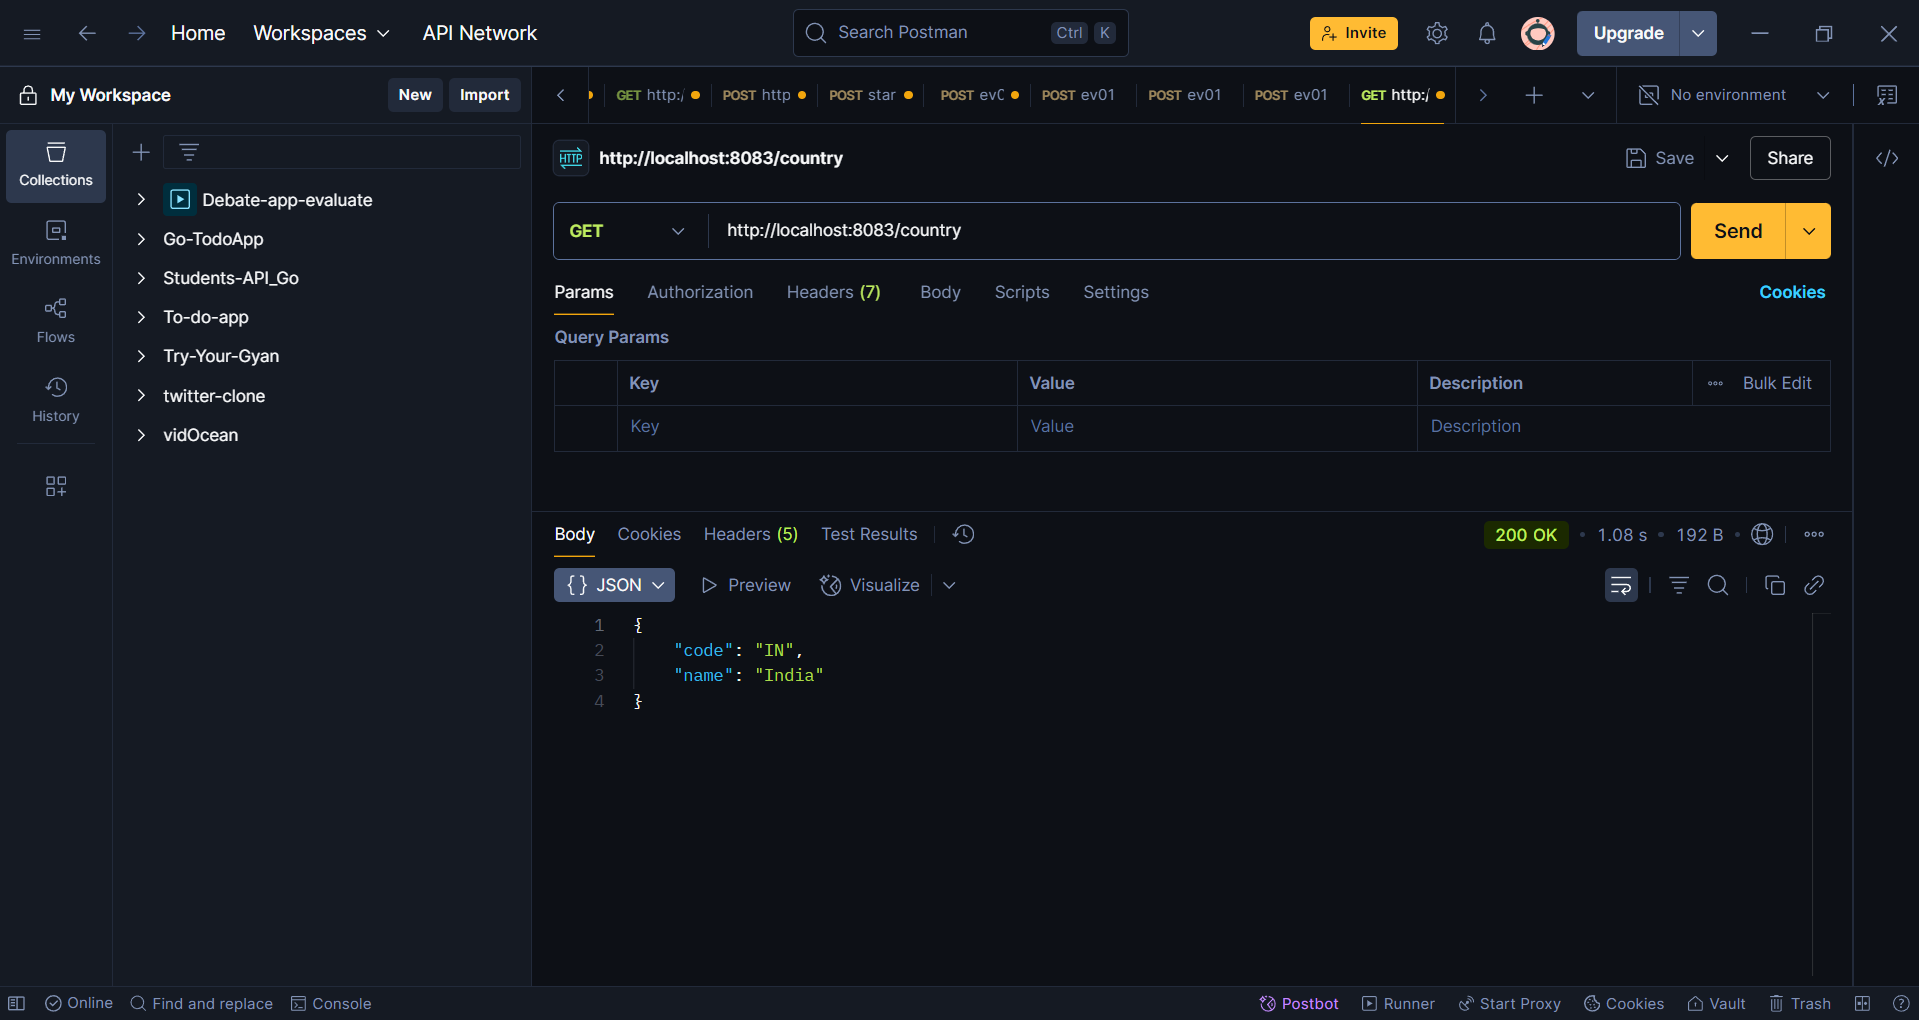 Home Workspaces API Network Search Postman Ctrl K Invite Upgrade
My Workspace New Import
GET http:/ POST http POST star POST ev0 POST ev01 POST ev01 POST ev01 GET http:/ No environment
Collections
Environments
Flows
History
Debate-app-evaluate
Go-TodoApp
Students-API_Go
To-do-app
Try-Your-Gyan
twitter-clone
vidOcean
HTTP http://localhost:8083/country Save Share
GET http://localhost:8083/country Send
Params Authorization Headers (7) Body Scripts Settings Cookies
Query Params
Key Value Description Bulk Edit
Key Value Description
Body Cookies Headers (5) Test Results 200 OK • 1.08 s • 192 B •
{} JSON Preview Visualize
1 {
2 "code": "IN",
3 "name": "India"
4 }
Online Find and replace Console Postbot Runner Start Proxy Cookies Vault Trash